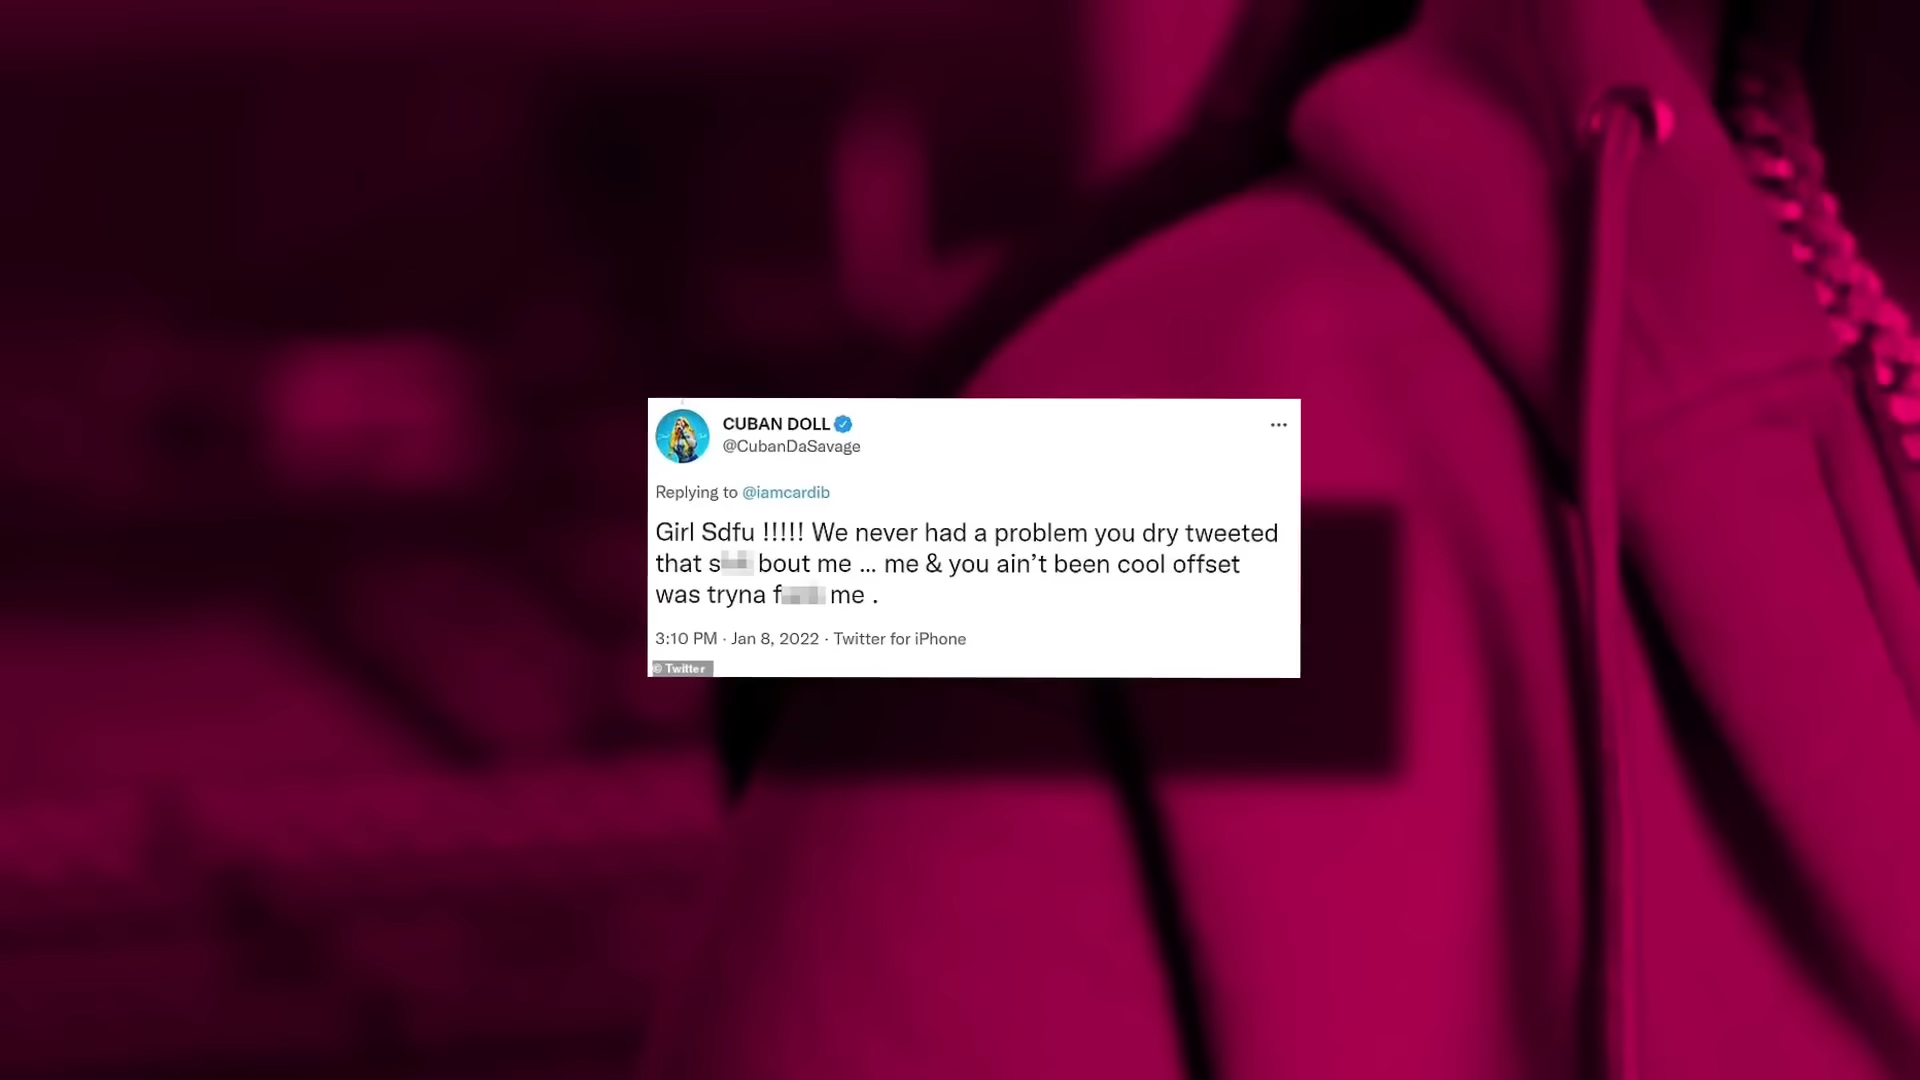 CUBAN DOLL
@CubanDaSavage
Replying to @iamcardib
Girl Sdfu !!!!! We never had a problem you dry tweeted
that s bout me ... me & you ain’t been cool offset
was tryna f me .
3:10 PM · Jan 8, 2022 · Twitter for iPhone
© Twitter